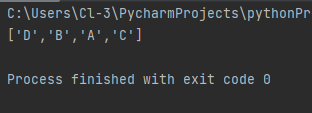 C:\Users\Cl-3\PycharmProjects\pythonPr
['D','B','A','C']
Process finished with exit code 0